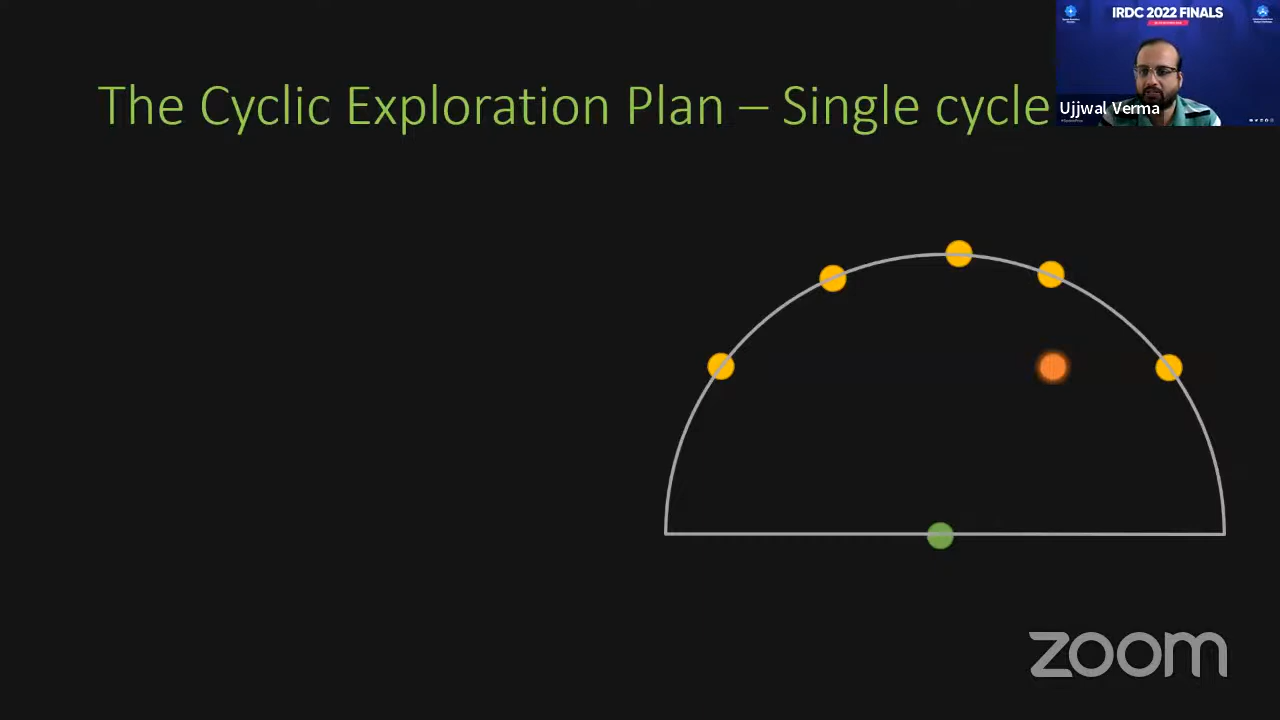 IRDC 2022 FINALS
The Cyclic Exploration Plan – Single cycle
Ujjwal Verma
zoom